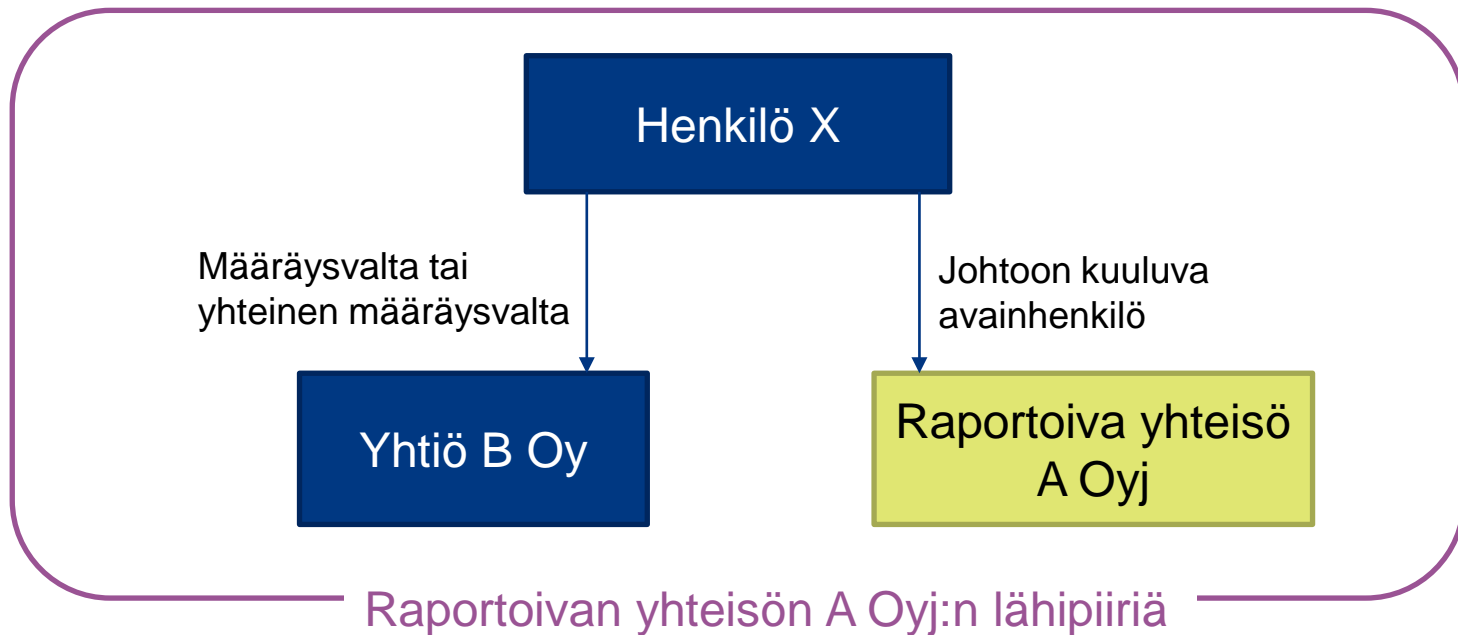 Henkilö X
Määräysvalta tai
yhteinen määräysvalta
Johtoon kuuluva
avainhenkilö
Yhtiö B Oy
Raportoiva yhteisö
A Oyj
Raportoivan yhteisön A Oyj:n lähipiiriä